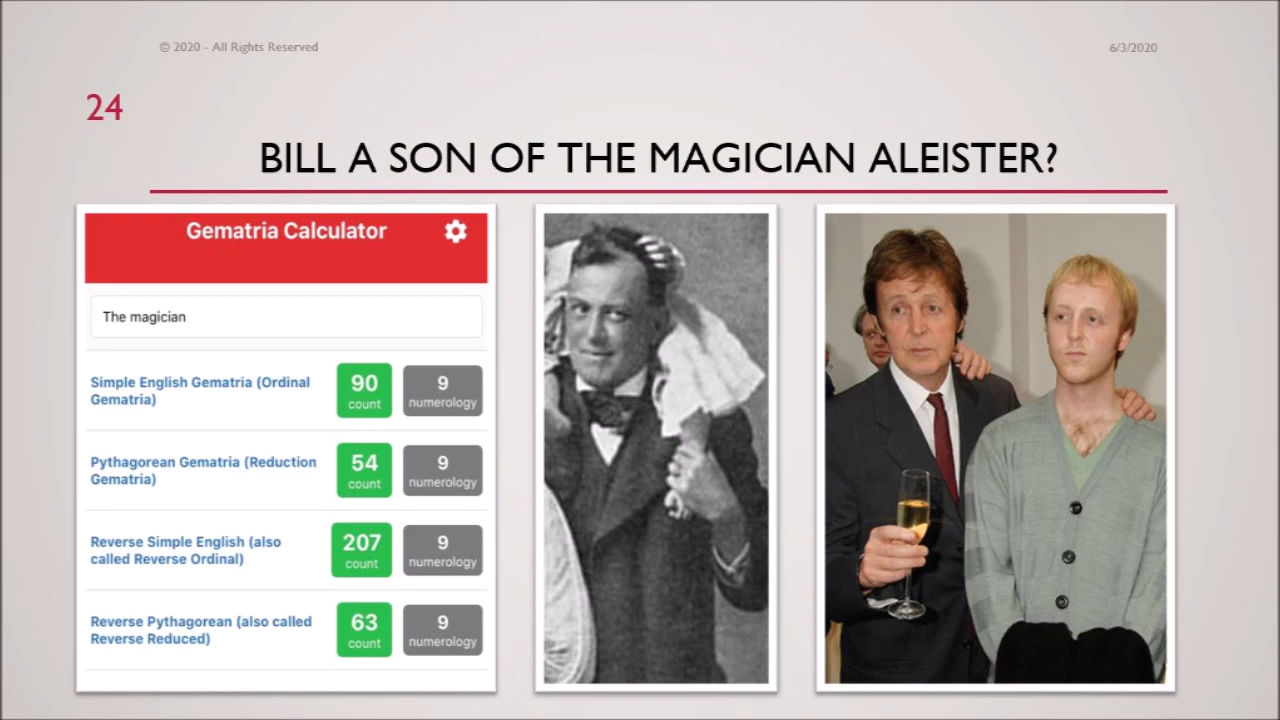 © 2020 - All Rights Reserved
6/3/2020
24
BILL A SON OF THE MAGICIAN ALEISTER?
Gematria Calculator
The magician
Simple English Gematria (Ordinal
Gematria)
90
count
9
numerology
Pythagorean Gematria (Reduction
Gematria)
54
count
9
numerology
Reverse Simple English (also
called Reverse Ordinal)
207
count
9
numerology
Reverse Pythagorean (also called
Reverse Reduced)
63
count
9
numerology